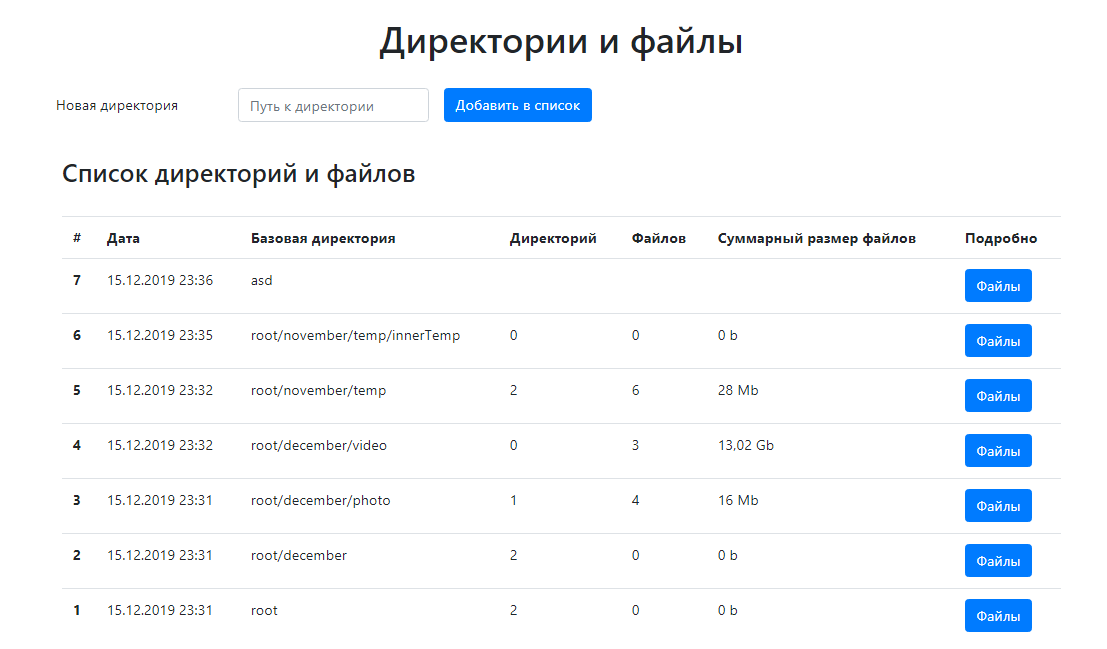 Директории и файлы
Новая директория Путь к директории Добавить в список
Список директорий и файлов
# Дата Базовая директория Директорий Файлов Суммарный размер файлов Подробно
7 15.12.2019 23:36 asd Файлы
6 15.12.2019 23:35 root/november/temp/innerTemp 0 0 0 b Файлы
5 15.12.2019 23:32 root/november/temp 2 6 28 Mb Файлы
4 15.12.2019 23:32 root/december/video 0 3 13,02 Gb Файлы
3 15.12.2019 23:31 root/december/photo 1 4 16 Mb Файлы
2 15.12.2019 23:31 root/december 2 0 0 b Файлы
1 15.12.2019 23:31 root 2 0 0 b Файлы